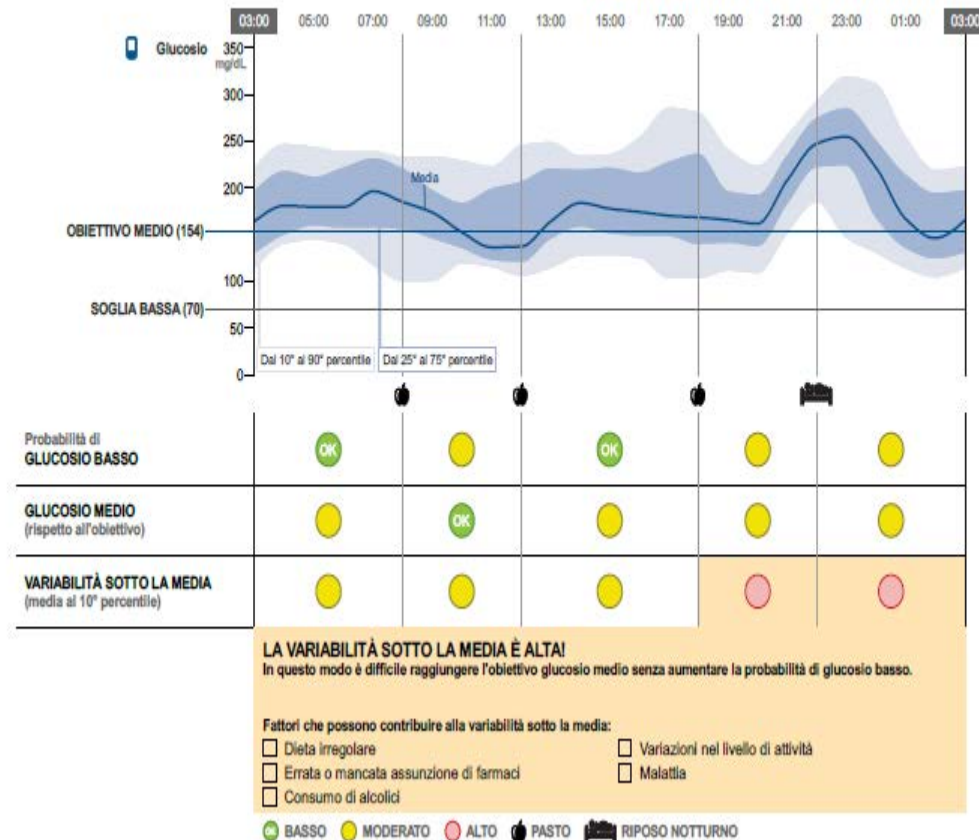 03:00 05:00 07:00 09:00 11:00 13:00 15:00 17:00 19:00 21:00 23:00 01:00 03:00
Glucosio
350
mg/dL
300
250
200
Media
OBIETTIVO MEDIO (154)
100
SOGLIA BASSA (70)
50
Dal 10° al 90° percentile
Dal 25° al 75° percentile
0
Probabilità di
GLUCOSIO BASSO
OK
OK
GLUCOSIO MEDIO
(rispetto all'obiettivo)
OK
VARIABILITÀ SOTTO LA MEDIA
(media al 10° percentile)
LA VARIABILITÀ SOTTO LA MEDIA È ALTA!
In questo modo è difficile raggiungere l'obiettivo glucosio medio senza aumentare la probabilità di glucosio basso.
Fattori che possono contribuire alla variabilità sotto la media:
Dieta irregolare
Variazioni nel livello di attività
Errata o mancata assunzione di farmaci
Malattia
Consumo di alcolici
OK BASSO MODERATO ALTO PASTO RIPOSO NOTTURNO